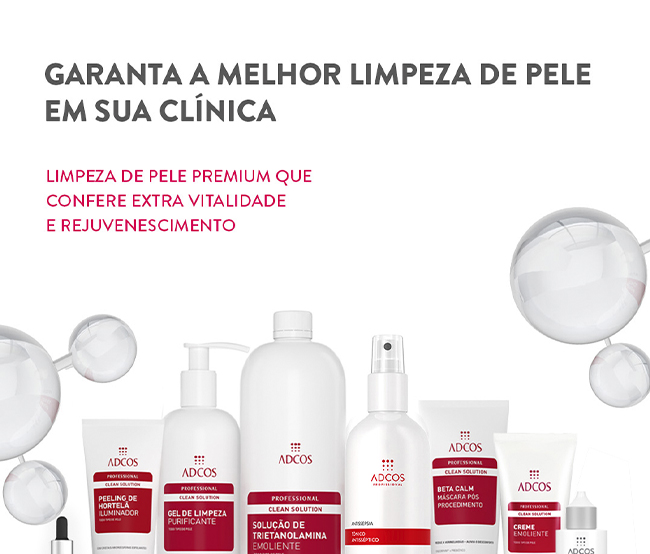 GARANTA A MELHOR LIMPEZA DE PELE
EM SUA CLÍNICA
LIMPEZA DE PELE PREMIUM QUE
CONFERE EXTRA VITALIDADE
E REJUVENESCIMENTO
ADCOS
PROFESSIONAL
CLEAN SOLUTION
PEELING DE
HORTELÃ
ILUMINADOR
ADCOS
PROFESSIONAL
CLEAN SOLUTION
GEL DE LIMPEZA
PURIFICANTE
ADCOS
PROFESSIONAL
CLEAN SOLUTION
SOLUÇÃO DE
TRIETANOLAMINA
EMOLIENTE
ADCOS
PROFESSIONAL
ANTISSEPSIA
TÔNICO
ANTISSÉPTICO
ADCOS
PROFESSIONAL
CLEAN SOLUTION
BETA CALM
MÁSCARA PÓS
PROCEDIMENTO
ADCOS
PROFESSIONAL
CLEAN SOLUTION
CREME
EMOLIENTE
ADCOS